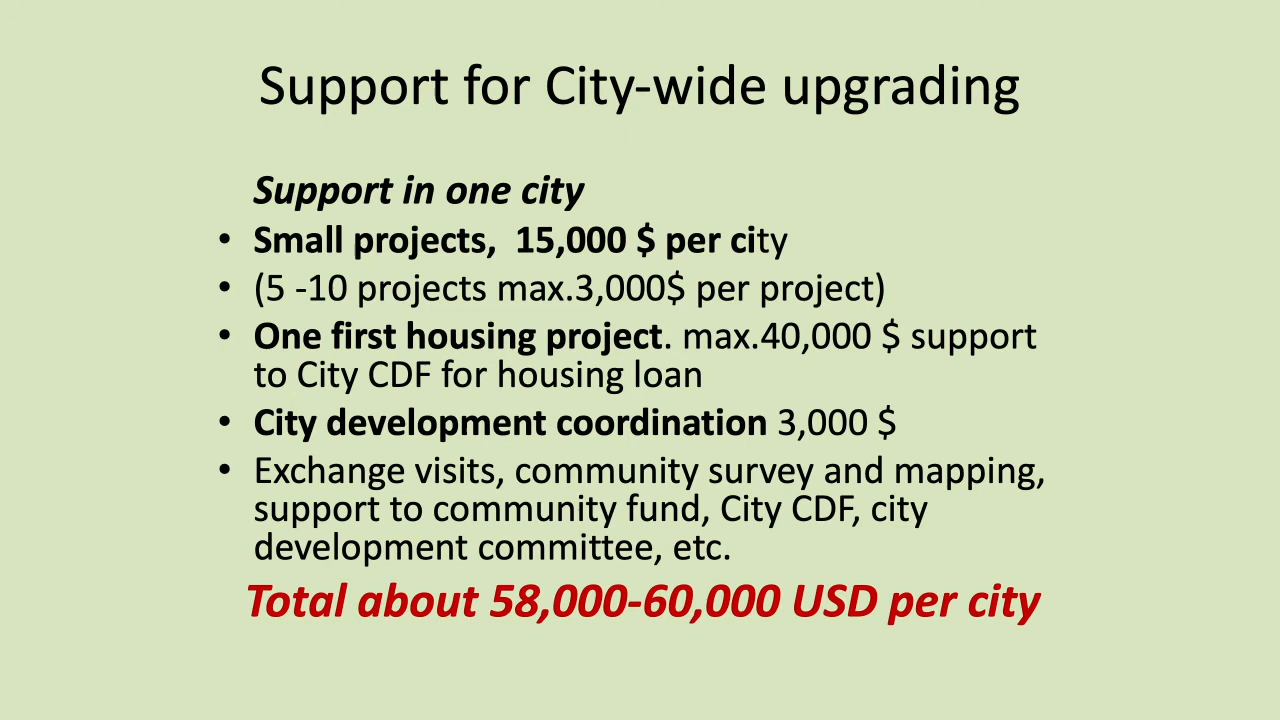 Support for City-wide upgrading
Support in one city
• Small projects,  15,000 $ per city
• (5 -10 projects max.3,000$ per project)
• One first housing project. max.40,000 $ support
to City CDF for housing loan
• City development coordination 3,000 $
• Exchange visits, community survey and mapping,
support to community fund, City CDF, city
development committee, etc.
Total about 58,000-60,000 USD per city